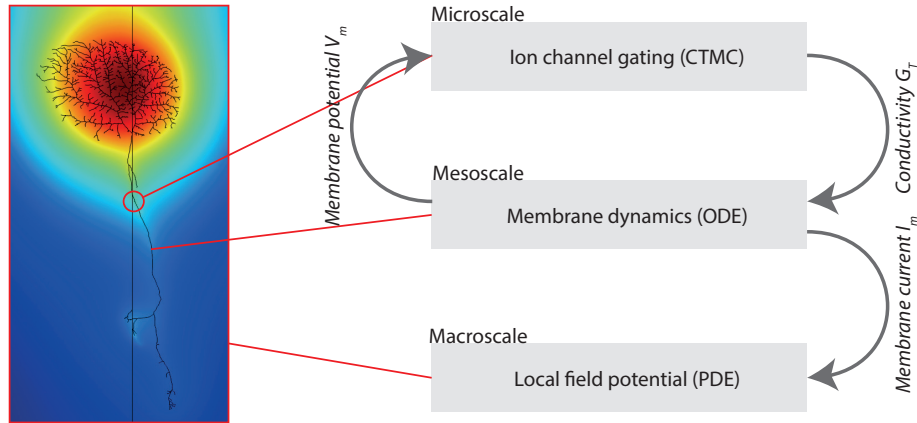 Microscale
Ion channel gating (CTMC)
Membrane potential V_m
Conductivity G_T
Mesoscale
Membrane dynamics (ODE)
Membrane current I_m
Macroscale
Local field potential (PDE)